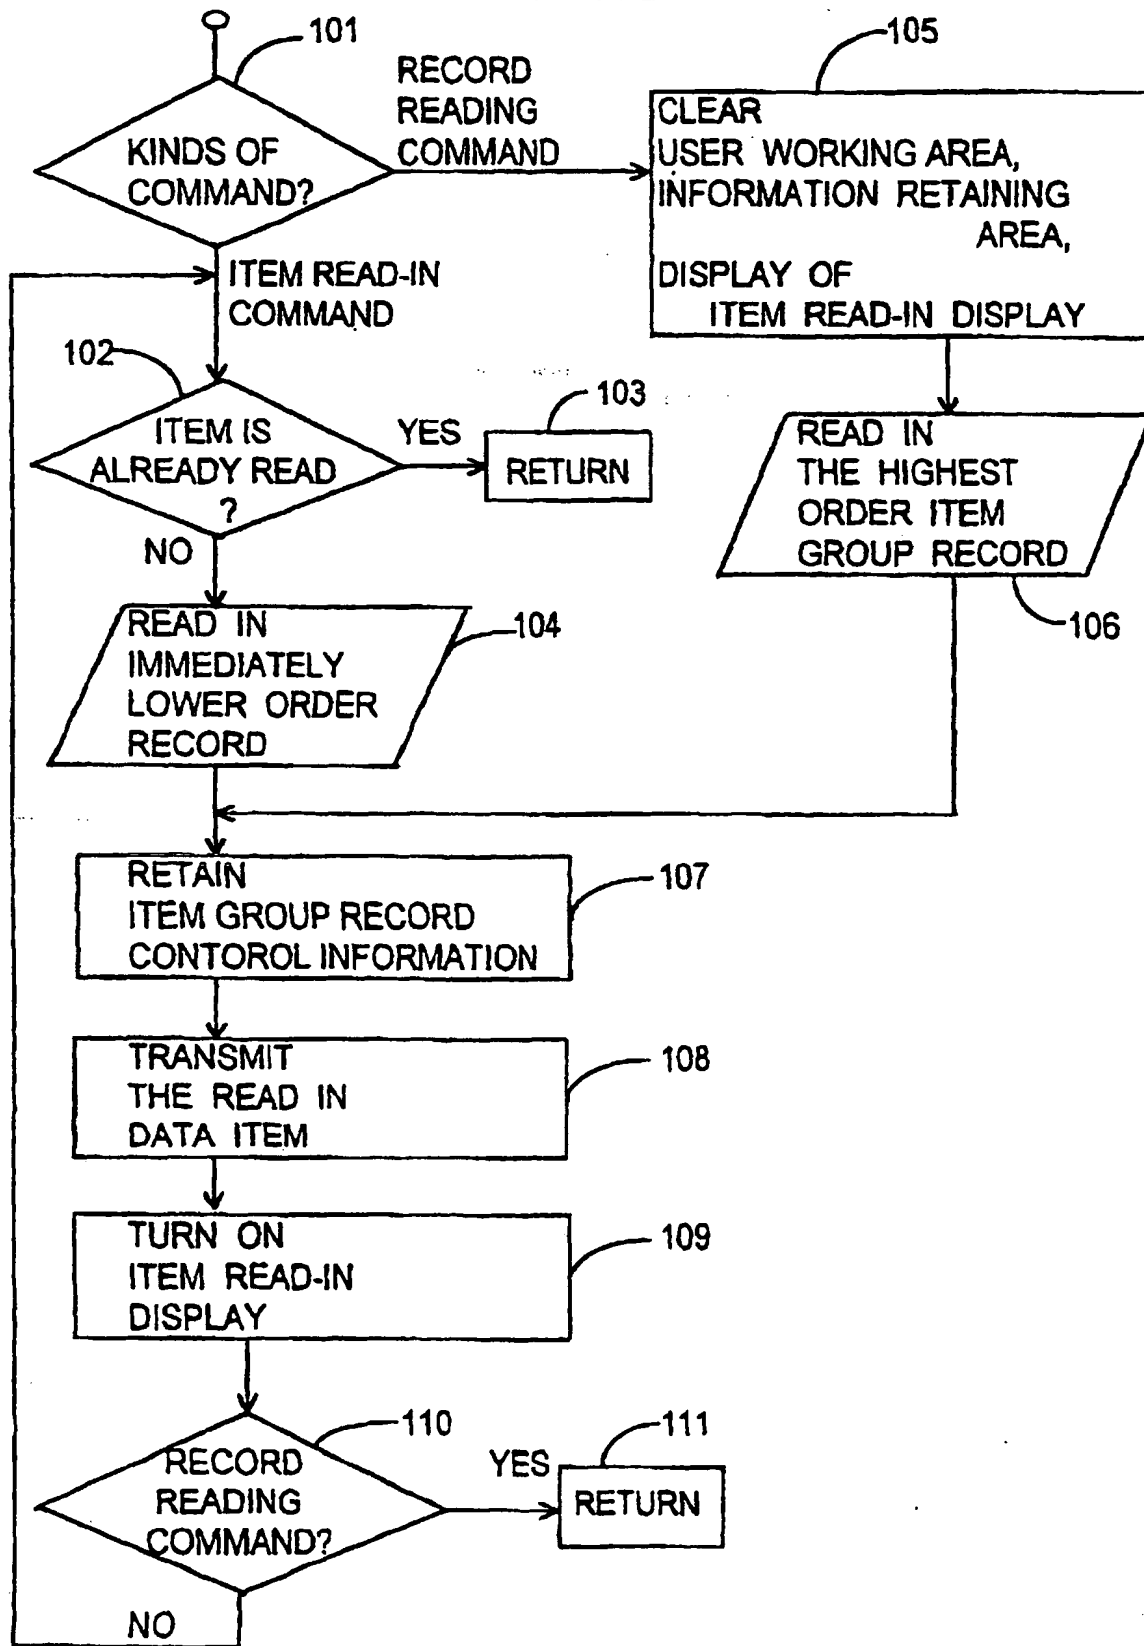 101
KINDS OF
COMMAND?
RECORD
READING
COMMAND
105
CLEAR
USER WORKING AREA,
INFORMATION RETAINING
AREA,
DISPLAY OF
ITEM READ-IN DISPLAY
ITEM READ-IN
COMMAND
102
ITEM IS
ALREADY READ
?
YES
103
RETURN
NO
READ IN
THE HIGHEST
ORDER ITEM
GROUP RECORD
106
READ IN
IMMEDIATELY
LOWER ORDER
RECORD
104
RETAIN
ITEM GROUP RECORD
CONTOROL INFORMATION
107
TRANSMIT
THE READ IN
DATA ITEM
108
TURN ON
ITEM READ-IN
DISPLAY
109
RECORD
READING
COMMAND?
110
YES
111
RETURN
NO